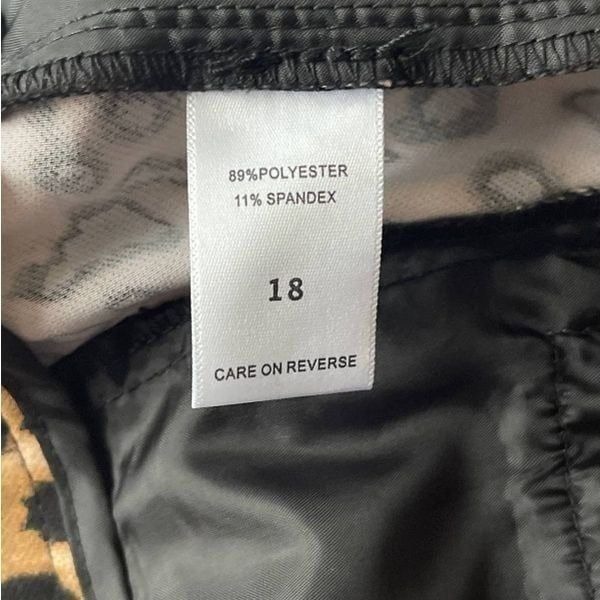 89%POLYESTER
11% SPANDEX
18
CARE ON REVERSE